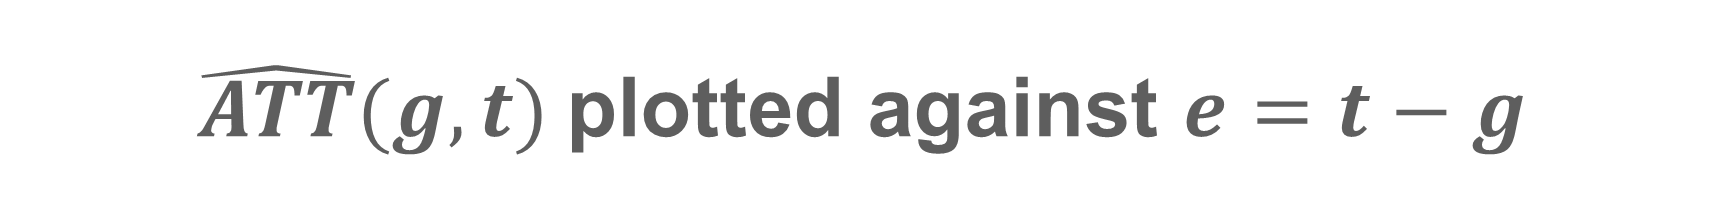 $\widehat{ATT}(g, t)$ plotted against $e = t - g$